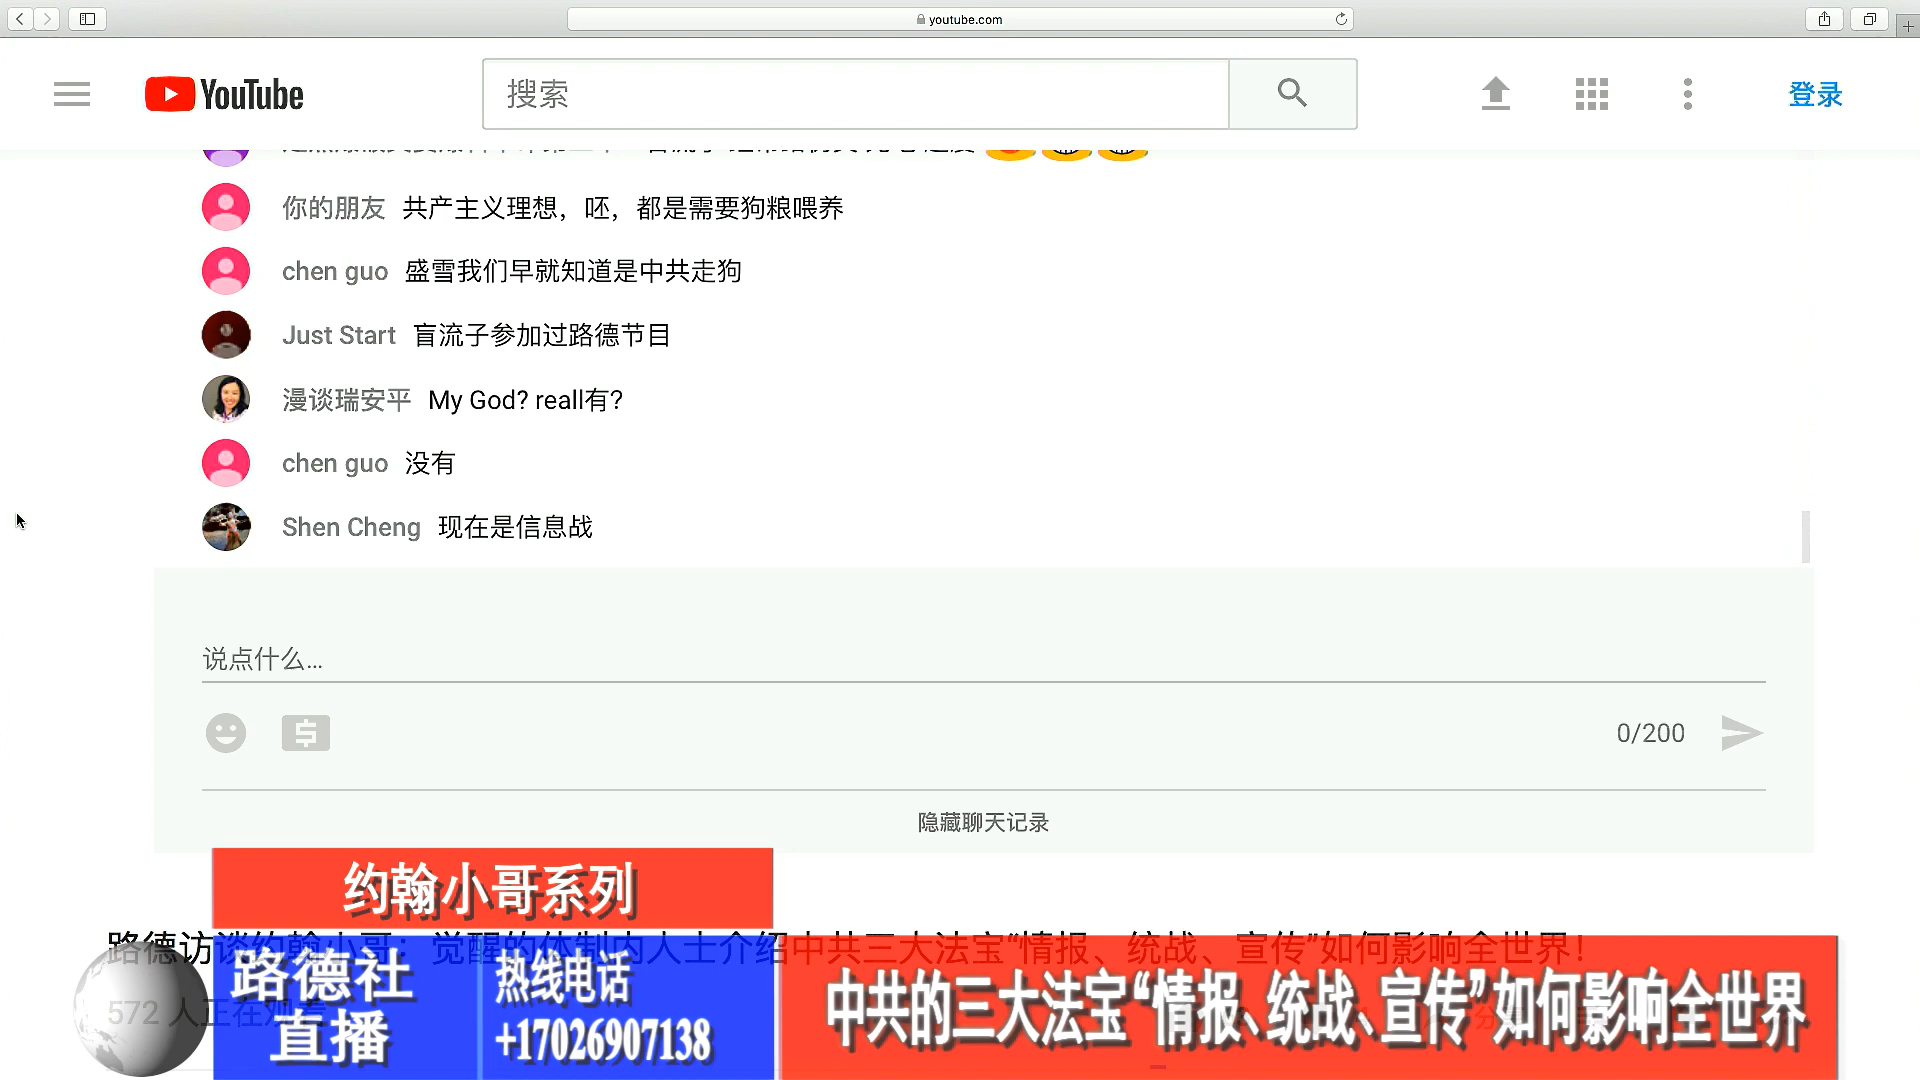 youtube.com
YouTube
搜索
登录
你的朋友 共产主义理想，呸，都是需要狗粮喂养
chen guo 盛雪我们早就知道是中共走狗
Just Start 盲流子参加过路德节目
漫谈瑞安平 My God? reall有?
chen guo 没有
Shen Cheng 现在是信息战
说点什么...
0/200
隐藏聊天记录
约翰小哥系列
路德访谈约翰小哥：觉醒的体制内人士介绍中共三大法宝“情报、统战、宣传”如何影响全世界！
572 人正在观看
路德社
直播
热线电话
+17026907138
中共的三大法宝“情报、统战、宣传”如何影响全世界